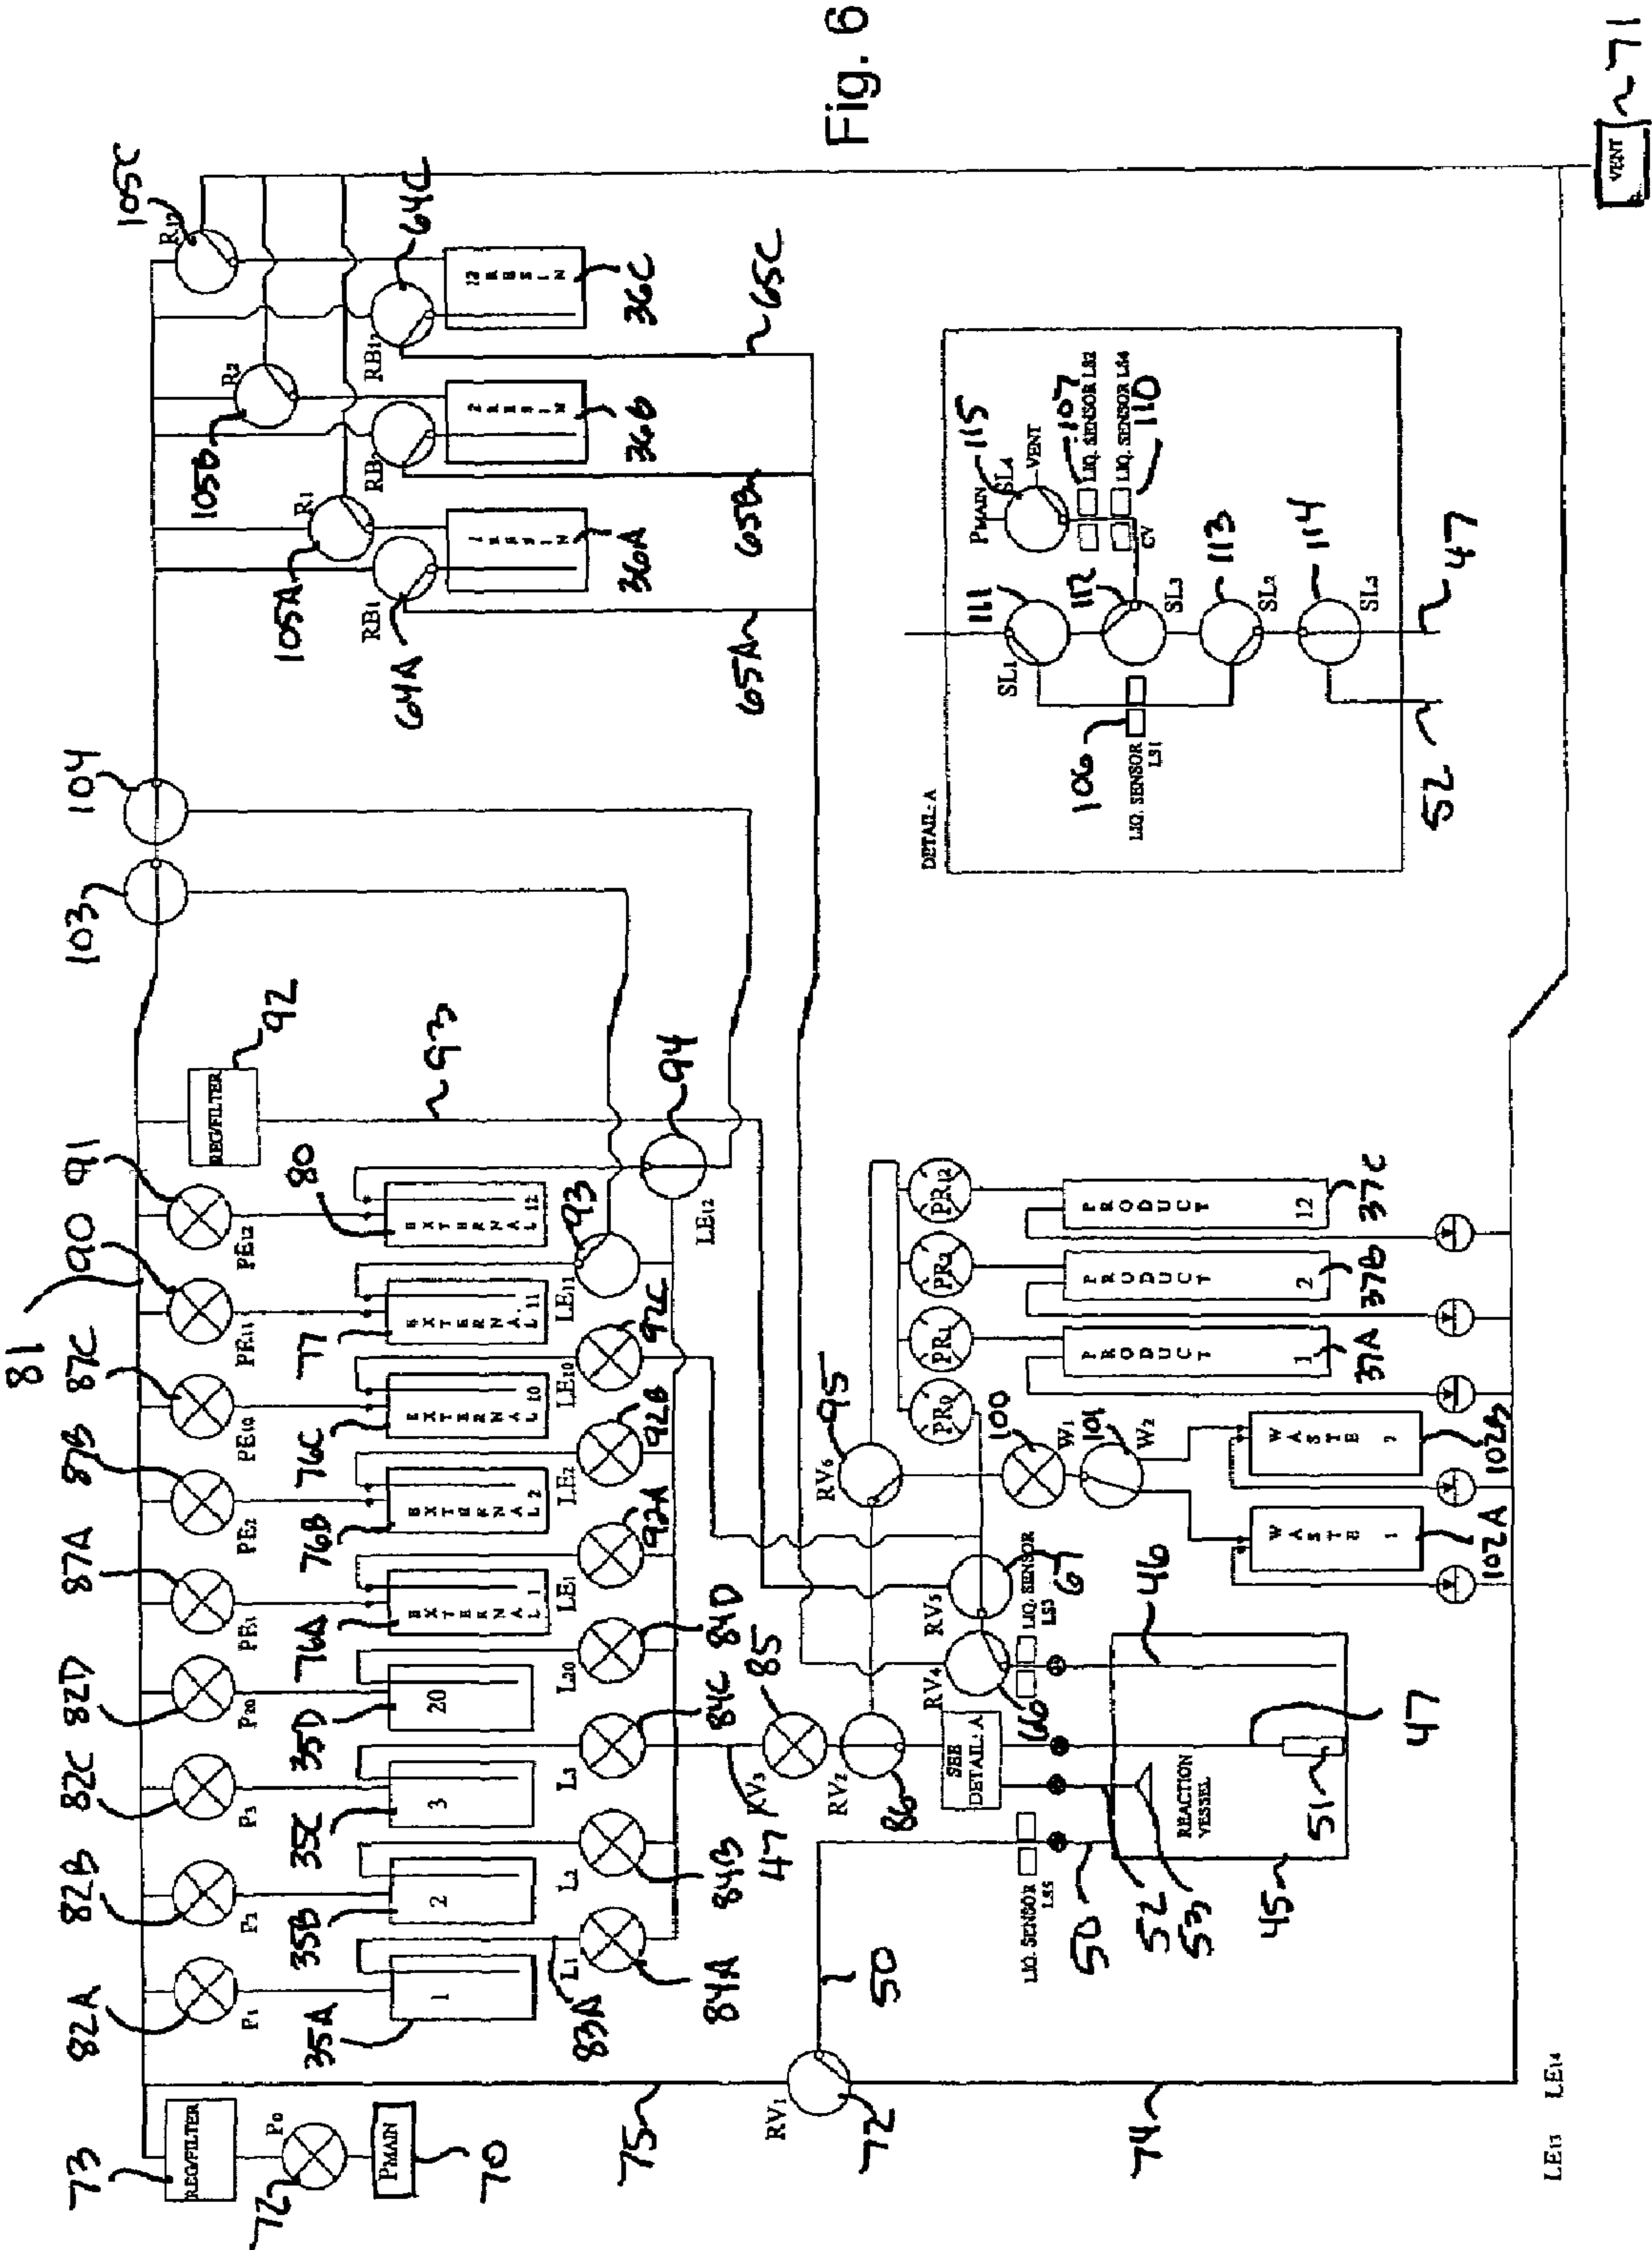 Fig. 6
81
73
REG/FILTER
72
P0
PMAIN
70
82A
P1
82B
P2
82C
P3
82D
P20
87A
PE1
87B
PE2
87C
PE10
90
PR11
91
PE12
REG/FILTER
92
93
103
104
35A
1
35B
2
35C
3
35D
20
76A
EXTERNAL 1
76B
EXTERNAL 2
76C
EXTERNAL 10
77
EXTERNAL 11
80
EXTERNAL 12
83A
L1
84A
L2
84B
L3
84C
L20
84D
LE1
92A
LE2
92B
LE10
92C
LE11
93
LE12
94
75
RV1
72
74
50
47
RV3
85
RV2
86
RV4
66
RV5
67
RV6
95
SEE DETAIL: A
LIQ. SENSOR LS5
LIQ. SENSOR LS3
50
52
53
REACTION VESSEL
45
51
47
46
PR0
PR1
PR2
PR12
100
W1
101
W2
WASTE 1
102A
WASTE 2
102B
PRODUCT 1
37A
PRODUCT 2
37B
PRODUCT 12
37C
LE13
LE14
105A
R1
105B
R2
105C
R12
RB1
64A
RB2
RB12
64C
1 RESIN
36A
2 RESIN
36B
12 RESIN
36C
65A
65B
65C
DETAIL: A
111
SL1
112
SL3
113
SL2
114
SL5
PMAIN
SL4
115
VENT
107
LIQ. SENSOR LS2
LIQ. SENSOR LS4
110
CV
106
LIQ. SENSOR LS1
52
47
VENT
71